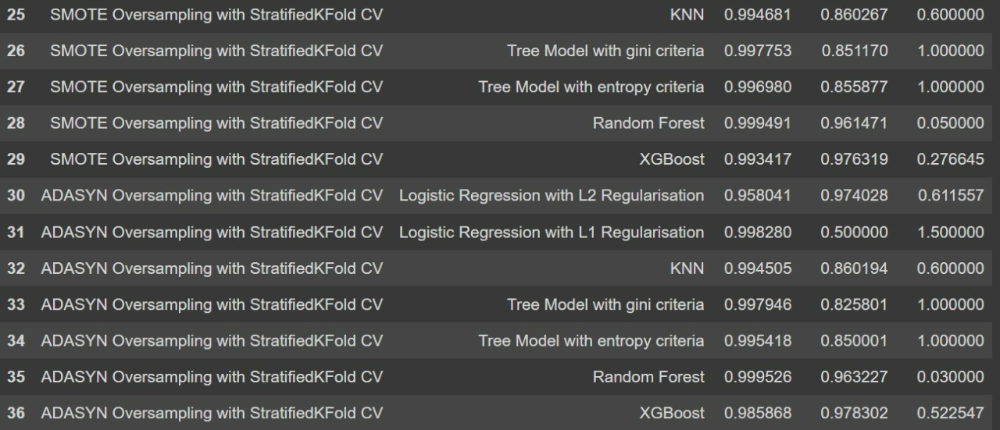 25 SMOTE Oversampling with StratifiedKFold CV KNN 0.994681 0.860267 0.600000
26 SMOTE Oversampling with StratifiedKFold CV Tree Model with gini criteria 0.997753 0.851170 1.000000
27 SMOTE Oversampling with StratifiedKFold CV Tree Model with entropy criteria 0.996980 0.855877 1.000000
28 SMOTE Oversampling with StratifiedKFold CV Random Forest 0.999491 0.961471 0.050000
29 SMOTE Oversampling with StratifiedKFold CV XGBoost 0.993417 0.976319 0.276645
30 ADASYN Oversampling with StratifiedKFold CV Logistic Regression with L2 Regularisation 0.958041 0.974028 0.611557
31 ADASYN Oversampling with StratifiedKFold CV Logistic Regression with L1 Regularisation 0.998280 0.500000 1.500000
32 ADASYN Oversampling with StratifiedKFold CV KNN 0.994505 0.860194 0.600000
33 ADASYN Oversampling with StratifiedKFold CV Tree Model with gini criteria 0.997946 0.825801 1.000000
34 ADASYN Oversampling with StratifiedKFold CV Tree Model with entropy criteria 0.995418 0.850001 1.000000
35 ADASYN Oversampling with StratifiedKFold CV Random Forest 0.999526 0.963227 0.030000
36 ADASYN Oversampling with StratifiedKFold CV XGBoost 0.985868 0.978302 0.522547